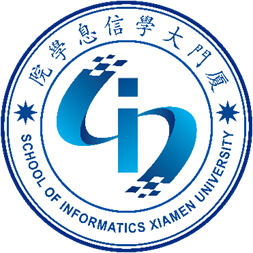 院學息信學大門廈
SCHOOL OF INFORMATICS XIAMEN UNIVERSITY